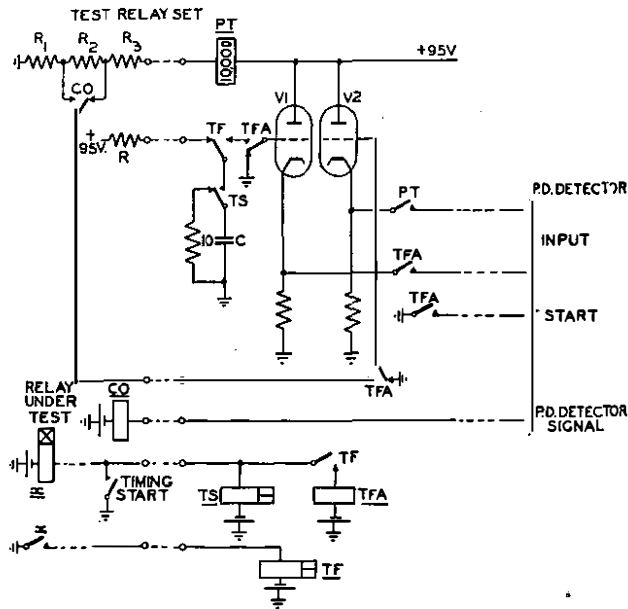 TEST RELAY SET
R1 R2 R3
PT
1000
+95V
CO
V1 V2
+
95V.
R
TF
TFA
TS
10 C
PT
P.D. DETECTOR
INPUT
TFA
TFA
START
TFA
RELAY
UNDER
TEST
CO
P.D. DETECTOR
SIGNAL
TIMING
START
TF
TS
TFA
x
x
TF